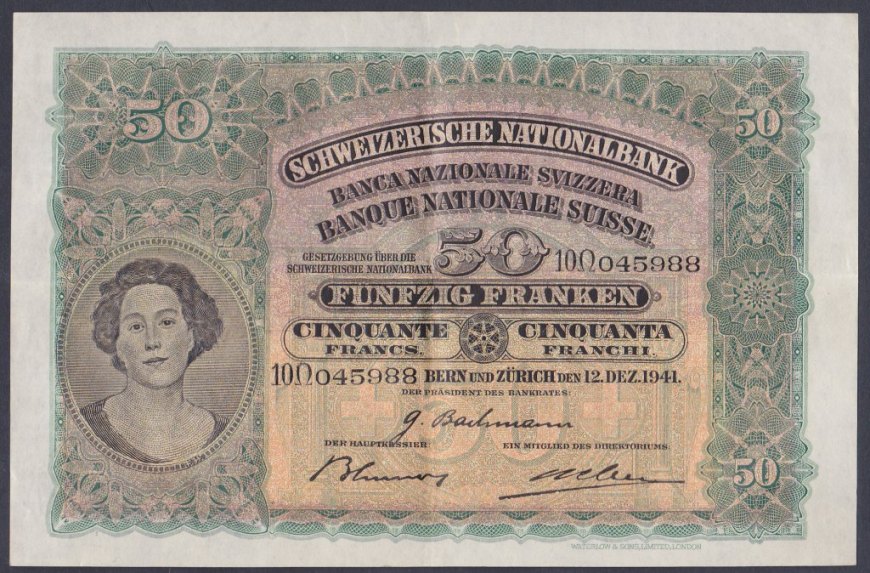 50
50
SCHWEIZERISCHE NATIONALBANK
BANCA NAZIONALE SVIZZERA
BANQUE NATIONALE SUISSE.
GESETZGEBUNG ÜBER DIE
SCHWEIZERISCHE NATIONALBANK
50
10Ω045988
FÜNFZIG FRANKEN
CINQUANTE
FRANCS.
CINQUANTA
FRANCHI.
10Ω045988 BERN UND ZÜRICH DEN 12. DEZ. 1941.
DER PRÄSIDENT DES BANKRATES:
G. Bachmann
DER HAUPTKASSIER:
EIN MITGLIED DES DIREKTORIUMS.
50
WATERLOW & SONS, LIMITED, LONDON